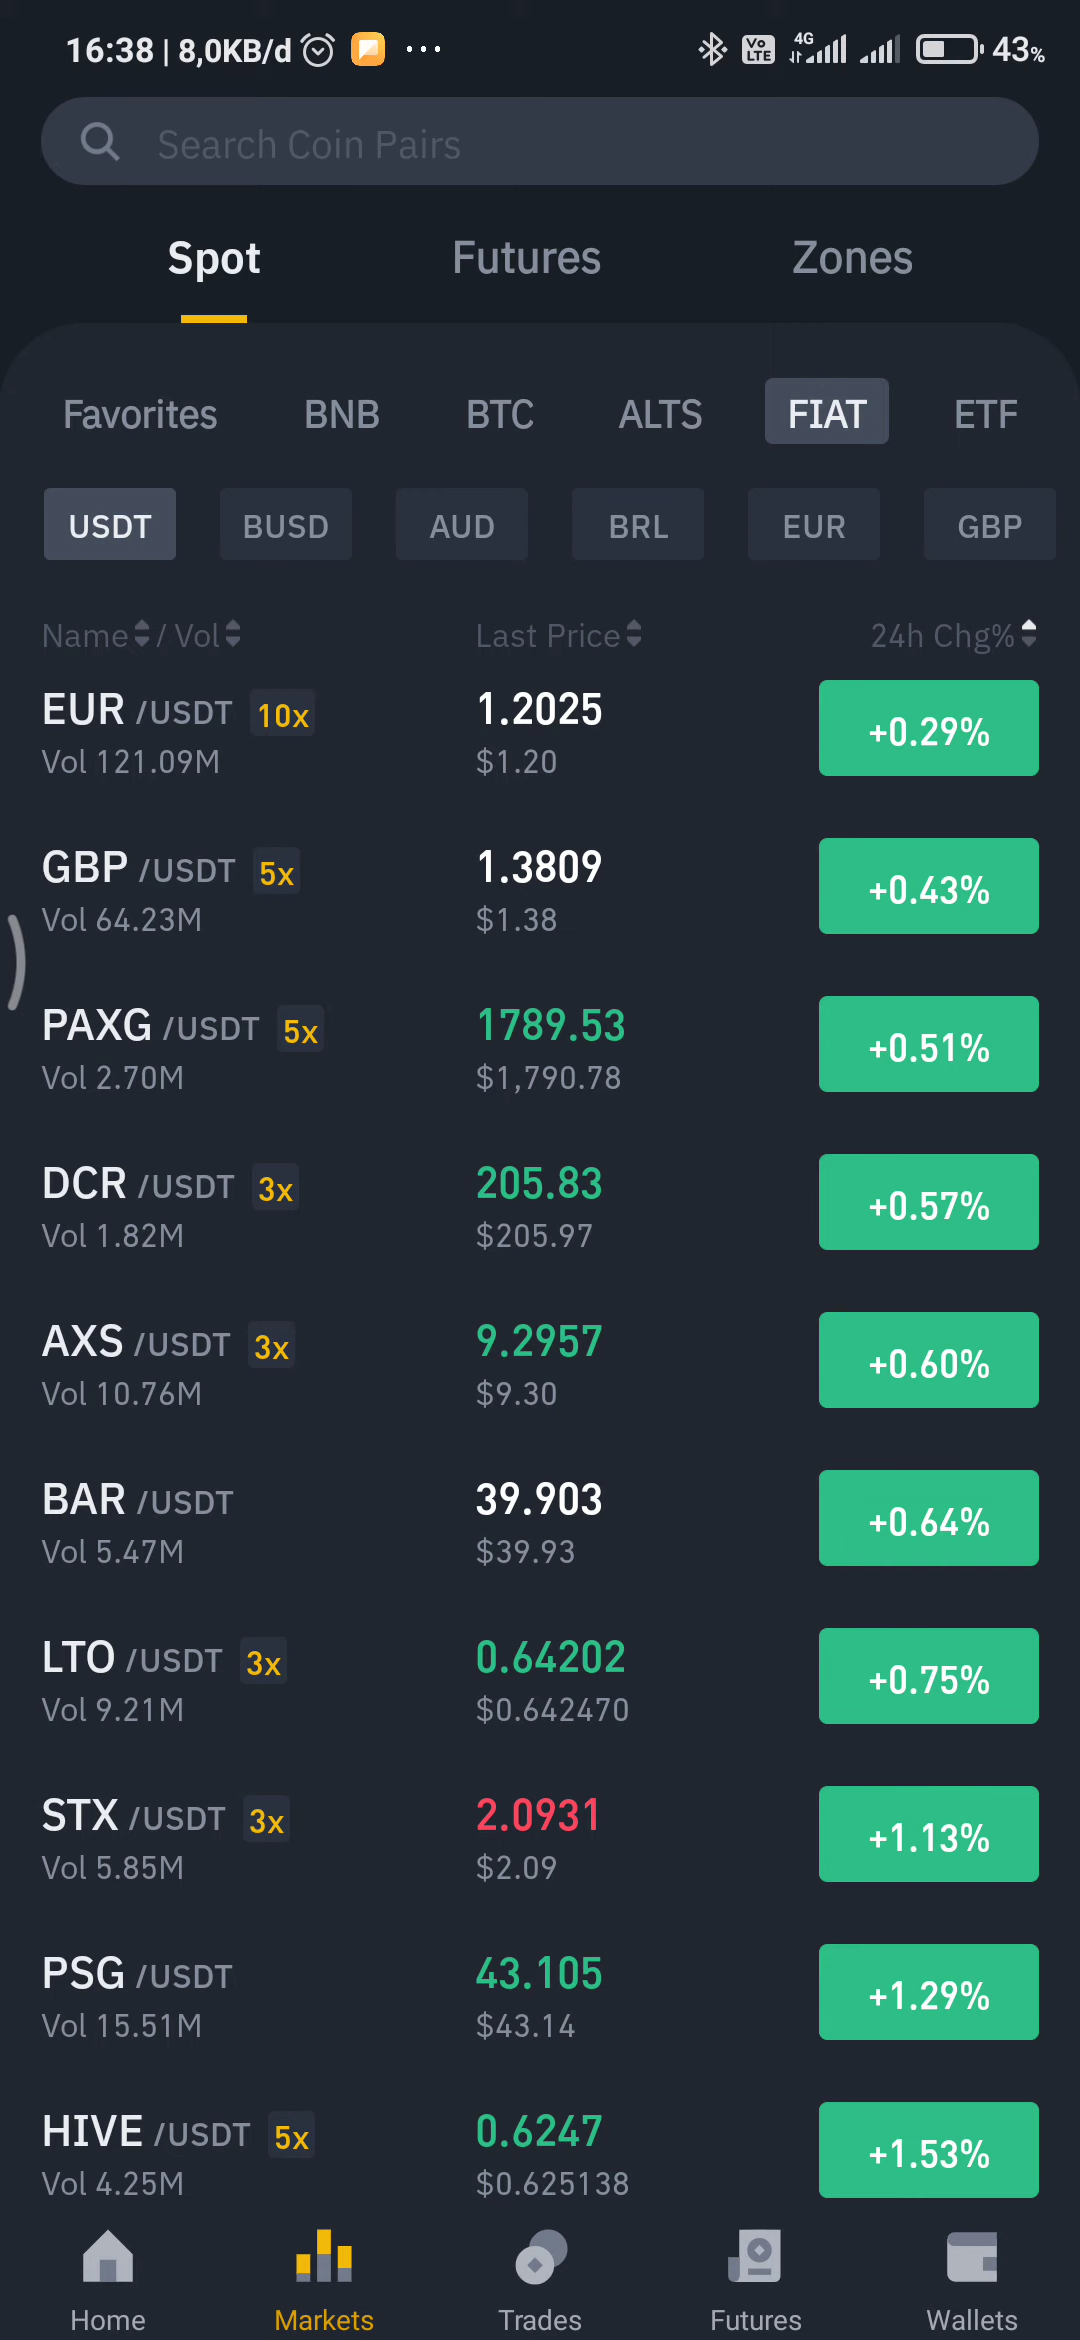 16:38 | 8,0KB/d ...
Vo LTE 4G 43%
Search Coin Pairs
Spot Futures Zones
Favorites BNB BTC ALTS FIAT ETF
USDT BUSD AUD BRL EUR GBP
Name / Vol Last Price 24h Chg%
EUR /USDT 10x 1.2025 +0.29%
Vol 121.09M $1.20
GBP /USDT 5x 1.3809 +0.43%
Vol 64.23M $1.38
PAXG /USDT 5x 1789.53 +0.51%
Vol 2.70M $1,790.78
DCR /USDT 3x 205.83 +0.57%
Vol 1.82M $205.97
AXS /USDT 3x 9.2957 +0.60%
Vol 10.76M $9.30
BAR /USDT 39.903 +0.64%
Vol 5.47M $39.93
LTO /USDT 3x 0.64202 +0.75%
Vol 9.21M $0.642470
STX /USDT 3x 2.0931 +1.13%
Vol 5.85M $2.09
PSG /USDT 43.105 +1.29%
Vol 15.51M $43.14
HIVE /USDT 5x 0.6247 +1.53%
Vol 4.25M $0.625138
Home Markets Trades Futures Wallets